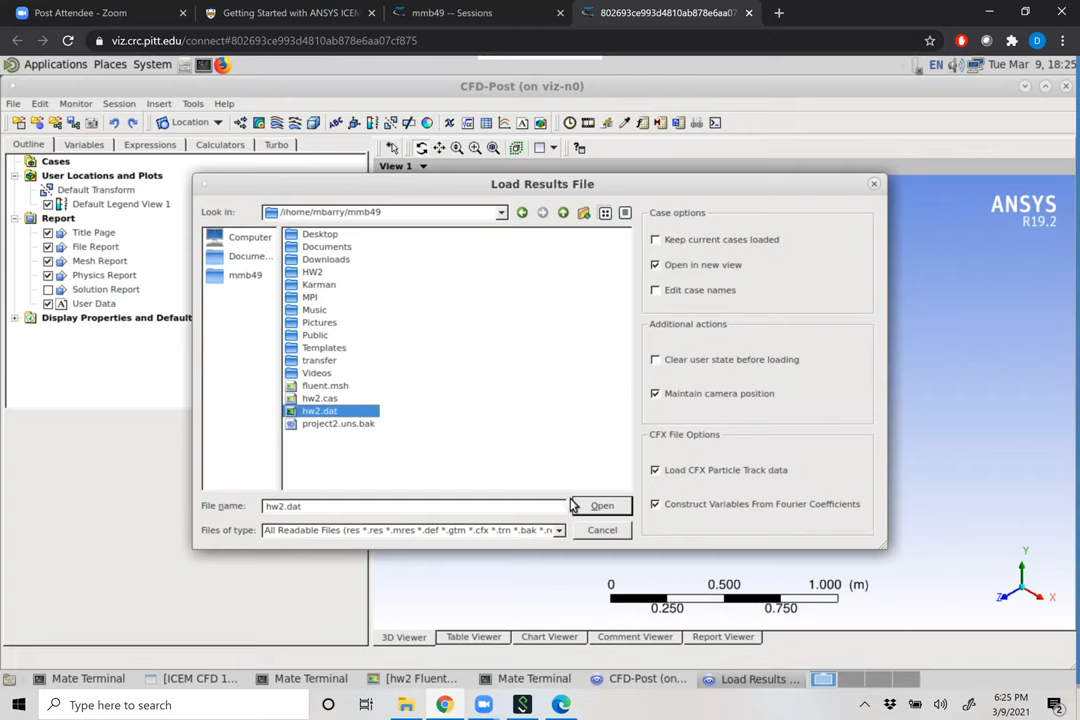 Post Attendee - Zoom
Getting Started with ANSYS ICEM
mmb49 -- Sessions
802693ce993d4810ab878e6aa07
viz.crc.pitt.edu/connect#802693ce993d4810ab878e6aa07cf875
D
Applications Places System
EN
Tue Mar 9, 18:25
CFD-Post (on viz-n0)
File Edit Monitor Session Insert Tools Help
Location
Outline Variables Expressions Calculators Turbo
View 1
Cases
User Locations and Plots
Default Transform
Default Legend View 1
Report
Title Page
File Report
Mesh Report
Physics Report
Solution Report
User Data
Display Properties and Default
Load Results File
Look in: /ihome/mbarry/mmb49
Computer
Docume...
mmb49
Desktop
Documents
Downloads
HW2
Karman
MPI
Music
Pictures
Public
Templates
transfer
Videos
fluent.msh
hw2.cas
hw2.dat
project2.uns.bak
File name: hw2.dat
Open
Files of type: All Readable Files (res *.res *.mres *.def *.gtm *.cfx *.trn *.bak *.re
Cancel
Case options
Keep current cases loaded
Open in new view
Edit case names
Additional actions
Clear user state before loading
Maintain camera position
CFX File Options
Load CFX Particle Track data
Construct Variables From Fourier Coefficients
ANSYS
R19.2
0 0.500 1.000 (m)
0.250 0.750
Y
Z X
3D Viewer Table Viewer Chart Viewer Comment Viewer Report Viewer
Mate Terminal
[ICEM CFD 1...
Mate Terminal
[hw2 Fluent...
Mate Terminal
CFD-Post (on...
Load Results ...
Type here to search
6:25 PM
3/9/2021
2